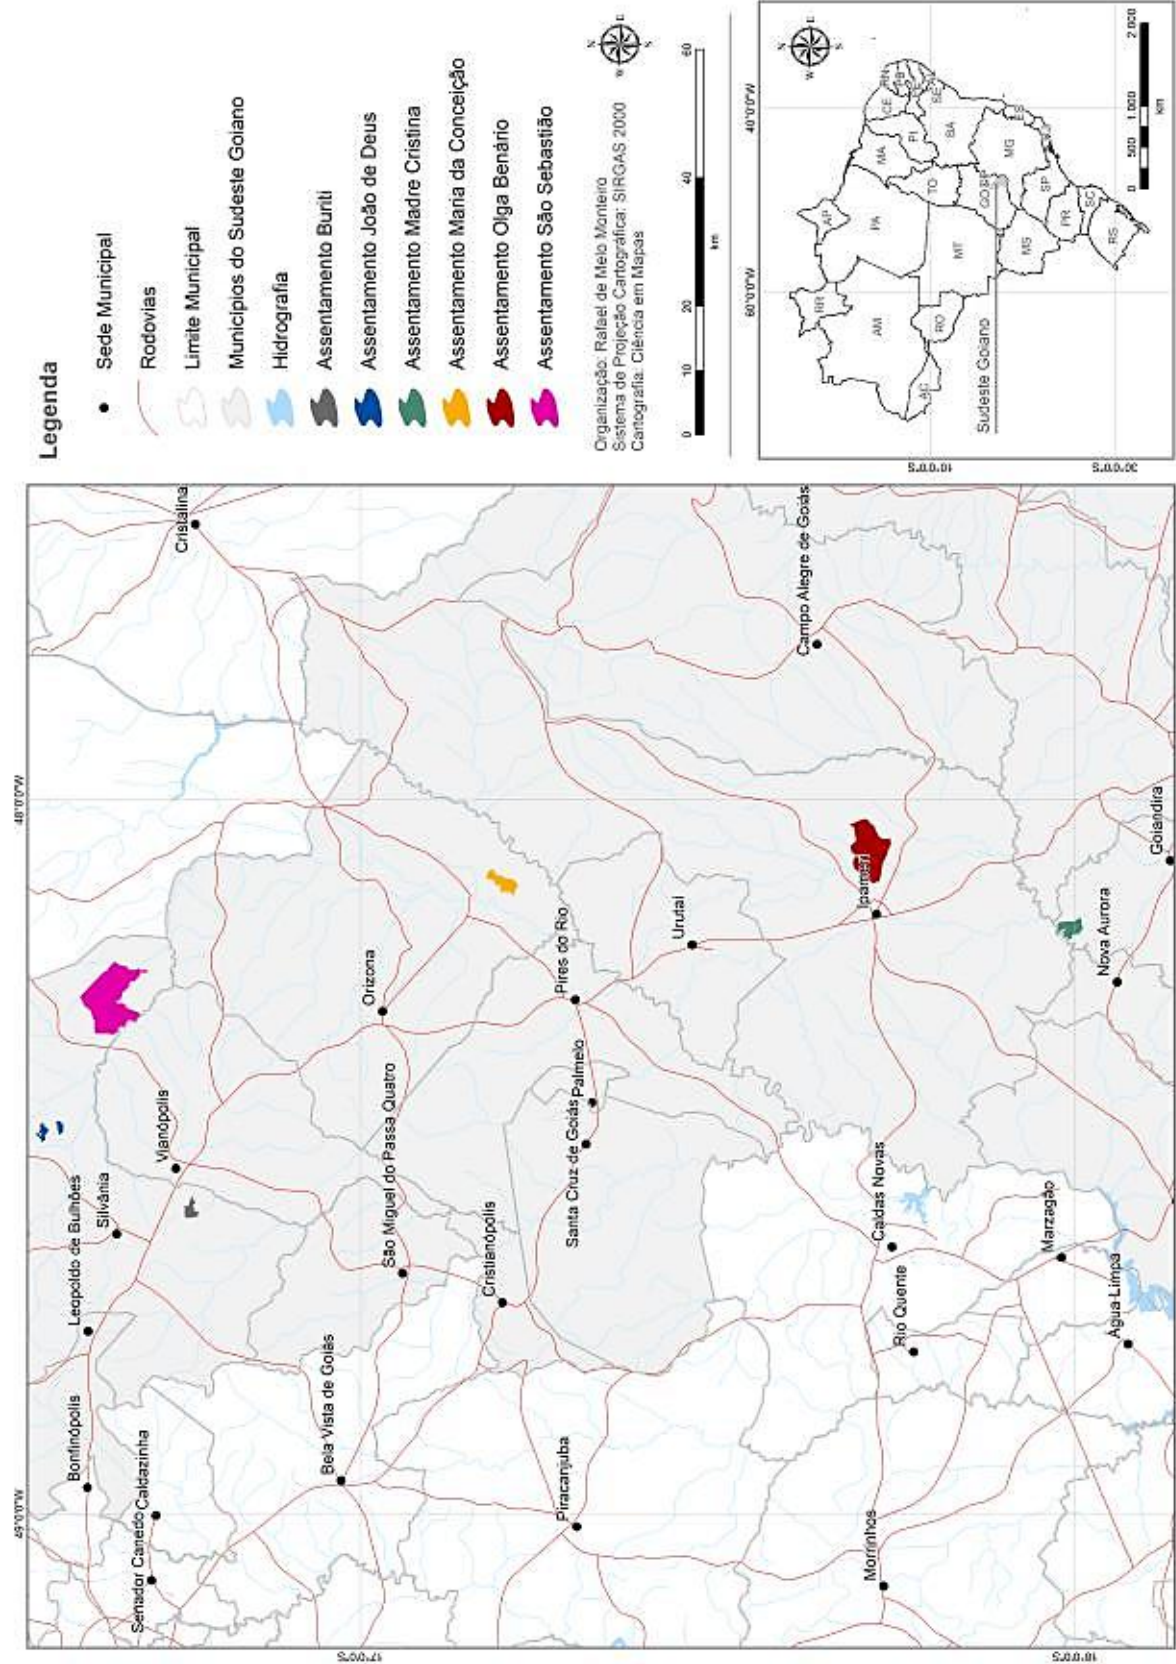 Legenda
Sede Municipal
Rodovias
Limite Municipal
Municípios do Sudeste Goiano
Hidrografia
Assentamento Buriti
Assentamento João de Deus
Assentamento Madre Cristina
Assentamento Maria da Conceição
Assentamento Olga Benário
Assentamento São Sebastião
Organização: Rafael de Melo Monteiro
Sistema de Projeção Cartográfica: SIRGAS 2000
Cartografia: Ciência em Mapas
0 10 20 40 60
km
W E S
60°0'0"W 40°0'0"W
10°0'0"S
30°0'0"S
RR
AP
AM
PA
MA
CE
RN
PB
PE
AL
SE
PI
BA
TO
AC
RO
MT
GO
DF
MG
ES
RJ
MS
SP
PR
SC
RS
Sudeste Goiano
0 500 1 000 2 000
km
49°0'0"W 48°0'0"W
17°0'0"S
18°0'0"S
Bonfinópolis
Senador Canedo
Caldazinha
Leopoldo de Bulhões
Silvânia
Vianópolis
Cristalina
Bela Vista de Goiás
São Miguel do Passa Quatro
Orizona
Cristianópolis
Piracanjuba
Santa Cruz de Goiás
Palmelo
Pires do Rio
Urutaí
Campo Alegre de Goiás
Morrinhos
Rio Quente
Caldas Novas
Ipameri
Marzagão
Água Limpa
Nova Aurora
Goiandira